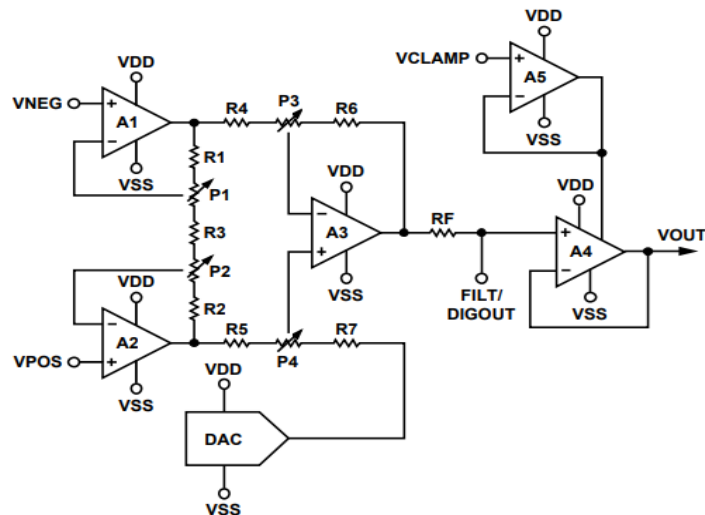 VDD
VCLAMP
A5
VSS
VDD
VNEG
A1
VSS
R4
P3
R6
R1
P1
R3
P2
R2
VDD
A3
VSS
RF
FILT/
DIGOUT
VDD
A4
VSS
VOUT
VDD
A2
VPOS
VSS
R5
P4
R7
VDD
DAC
VSS
+
−
+
−
−
+
−
+
+
−